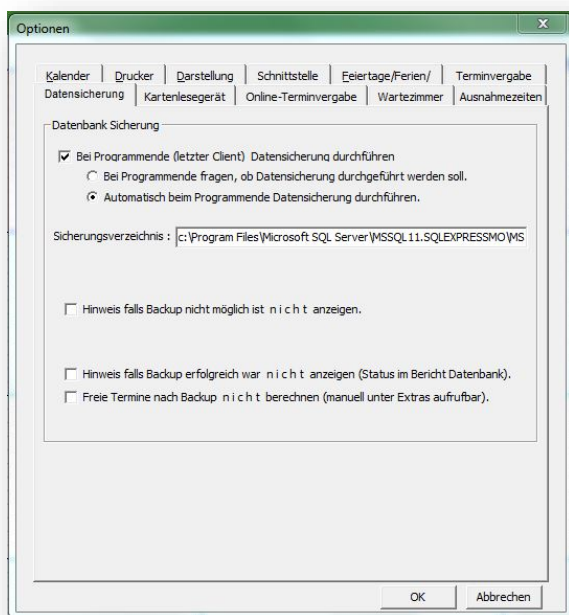 Optionen
Kalender Drucker Darstellung Schnittstelle Feiertage/Ferien/ Terminvergabe
Datensicherung Kartenlesegerät Online-Terminvergabe Wartezimmer Ausnahmezeiten
Datenbank Sicherung
Bei Programmende (letzter Client) Datensicherung durchführen
Bei Programmende fragen, ob Datensicherung durchgeführt werden soll.
Automatisch beim Programmende Datensicherung durchführen.
Sicherungsverzeichnis : c:\Program Files\Microsoft SQL Server\MSSQL11.SQLEXPRESSMO\MS
Hinweis falls Backup nicht möglich ist n i c h t anzeigen.
Hinweis falls Backup erfolgreich war n i c h t anzeigen (Status im Bericht Datenbank).
Freie Termine nach Backup n i c h t berechnen (manuell unter Extras aufrufbar).
OK Abbrechen